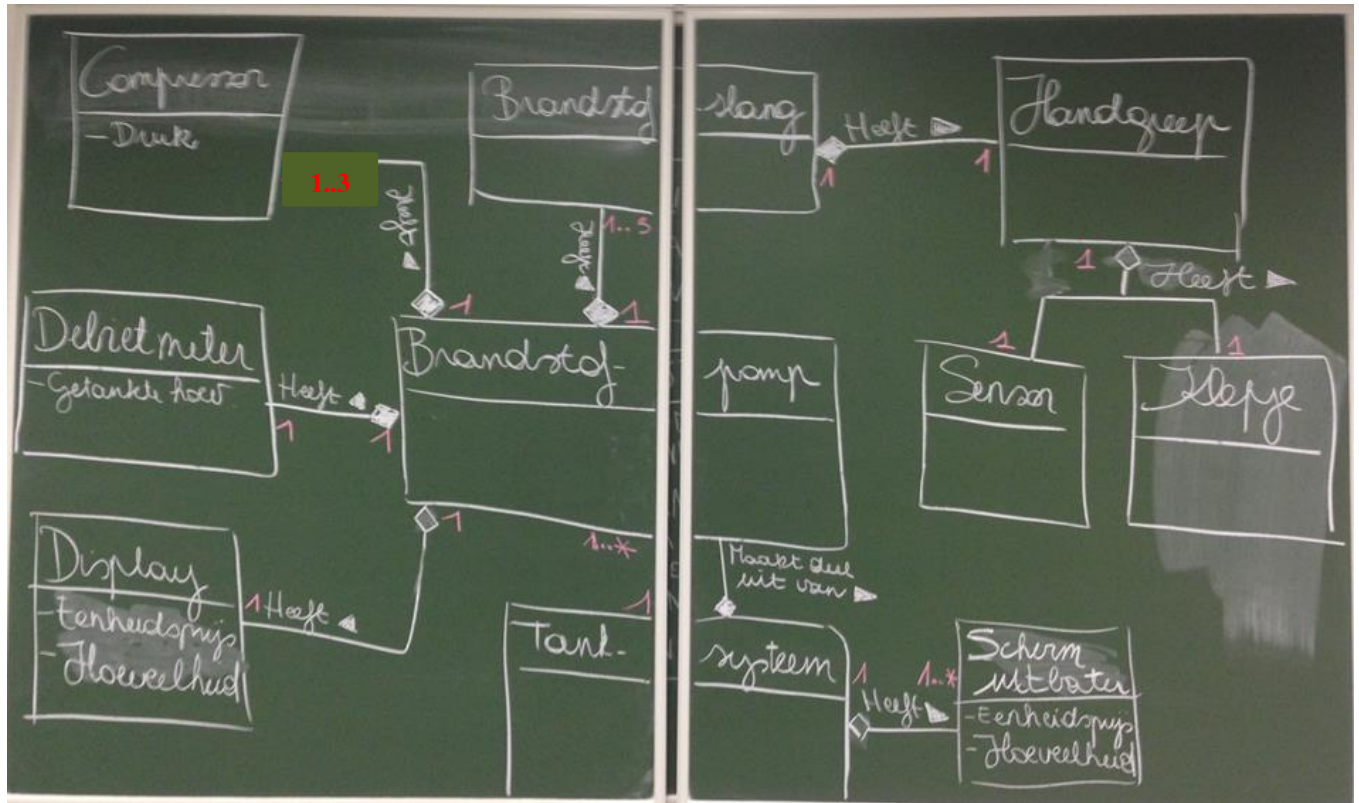 Compressor
- Druk
1..3
Heeft
1
Brandstof slang
1..3
Heeft
1
Heeft
1
1
Handgreep
1
Heeft
1
1
Sensor
Klepje
Debietmeter
- Getankte hoev
Heeft
1
1
Brandstof- pomp
1
1..*
Maakt deel
uit van
Display
- Eenheidsprijs
- Hoeveelheid
1 Heeft
1
Tank- systeem
1
Heeft
1..*
Scherm
uitbater
- Eenheidsprijs
- Hoeveelheid